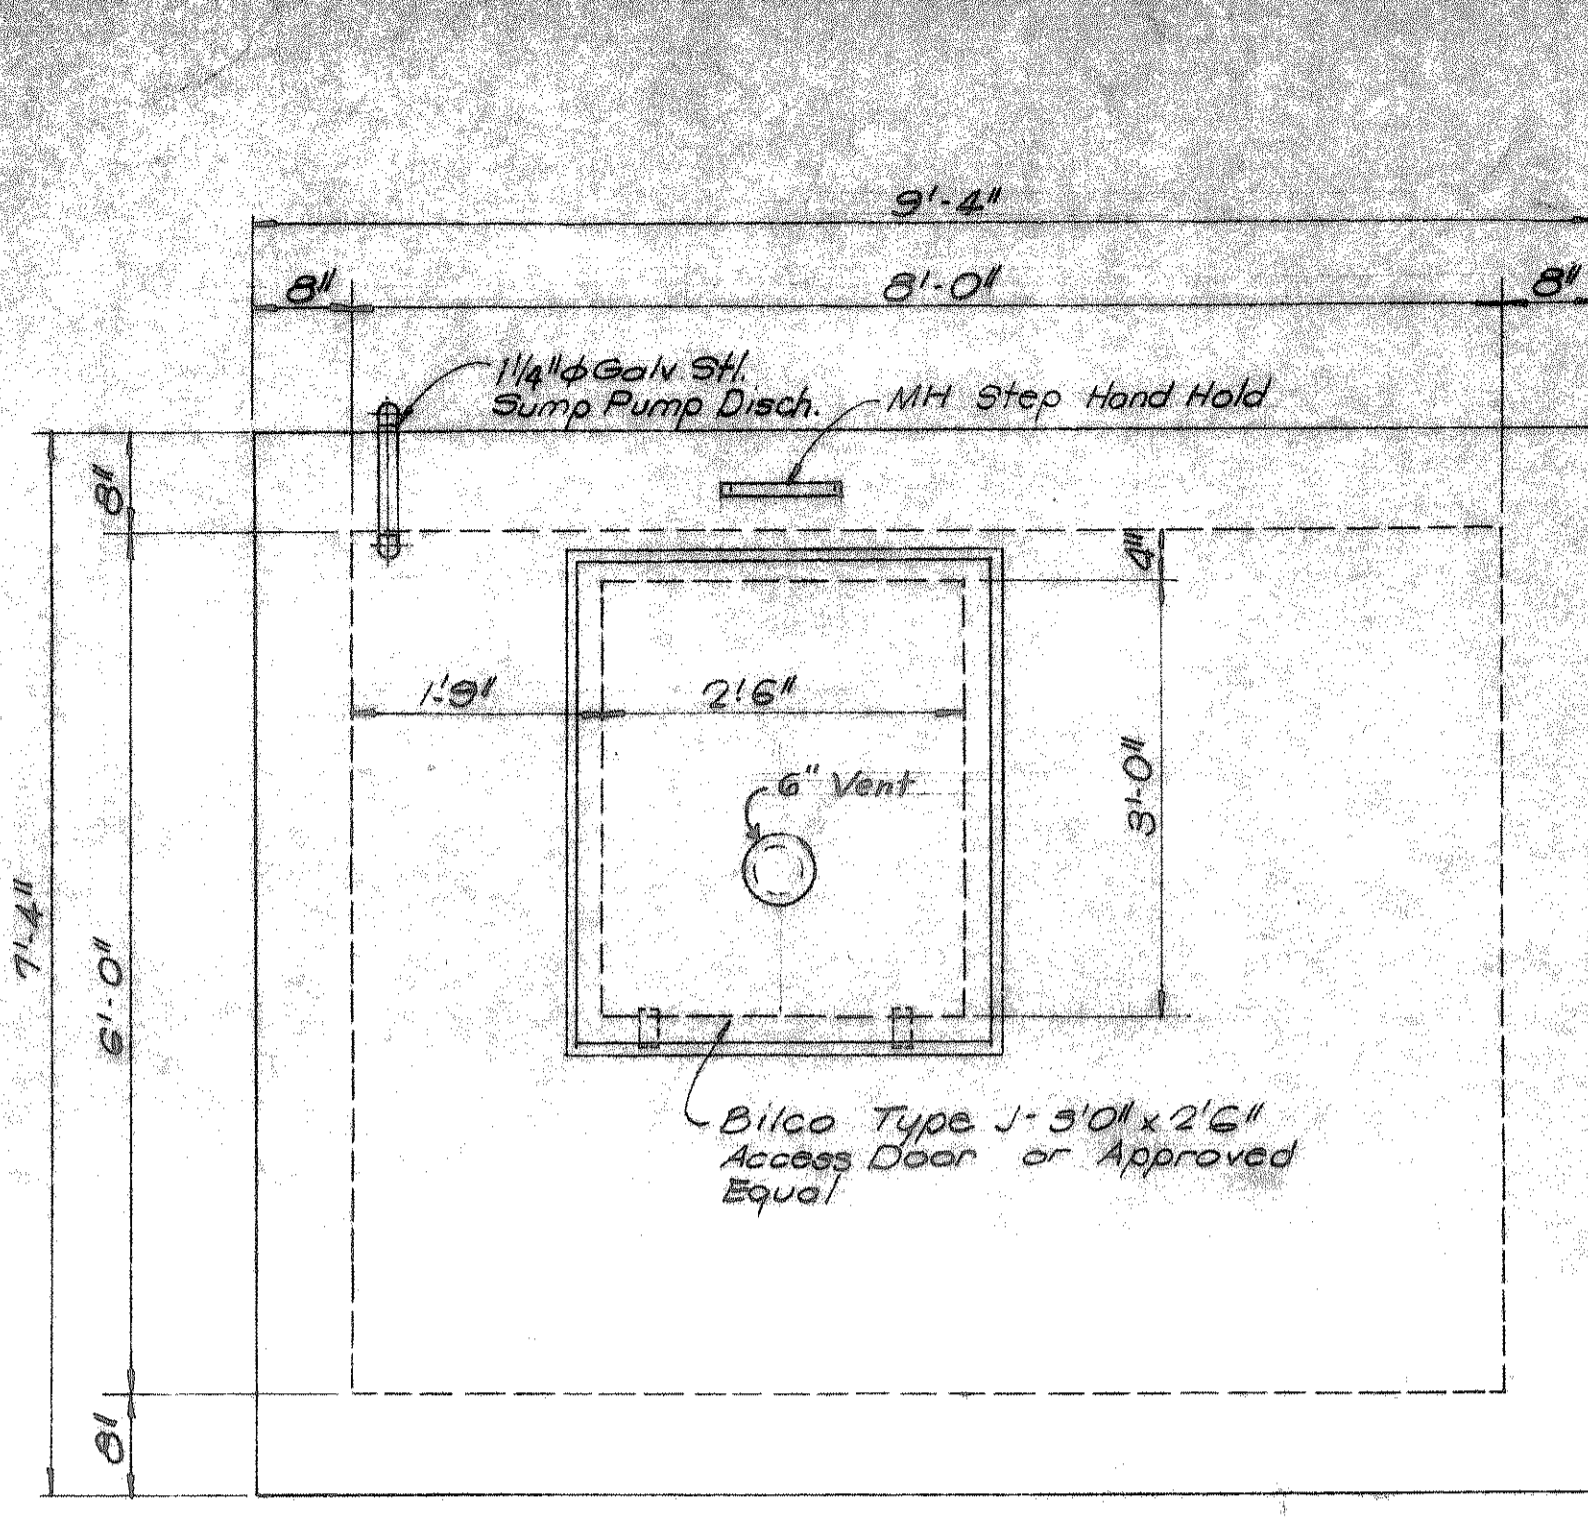 9'-4"
8" 8'-0" 8"
1 1/4" φ Galv Stl.
Sump Pump Disch.
MH Step Hand Hold
8"
4"
1'-9" 2'6"
3'-0"
6" Vent
7'-4"
6'-0"
Bilco Type J- 3'0" x 2'6"
Access Door or Approved
Equal
8"